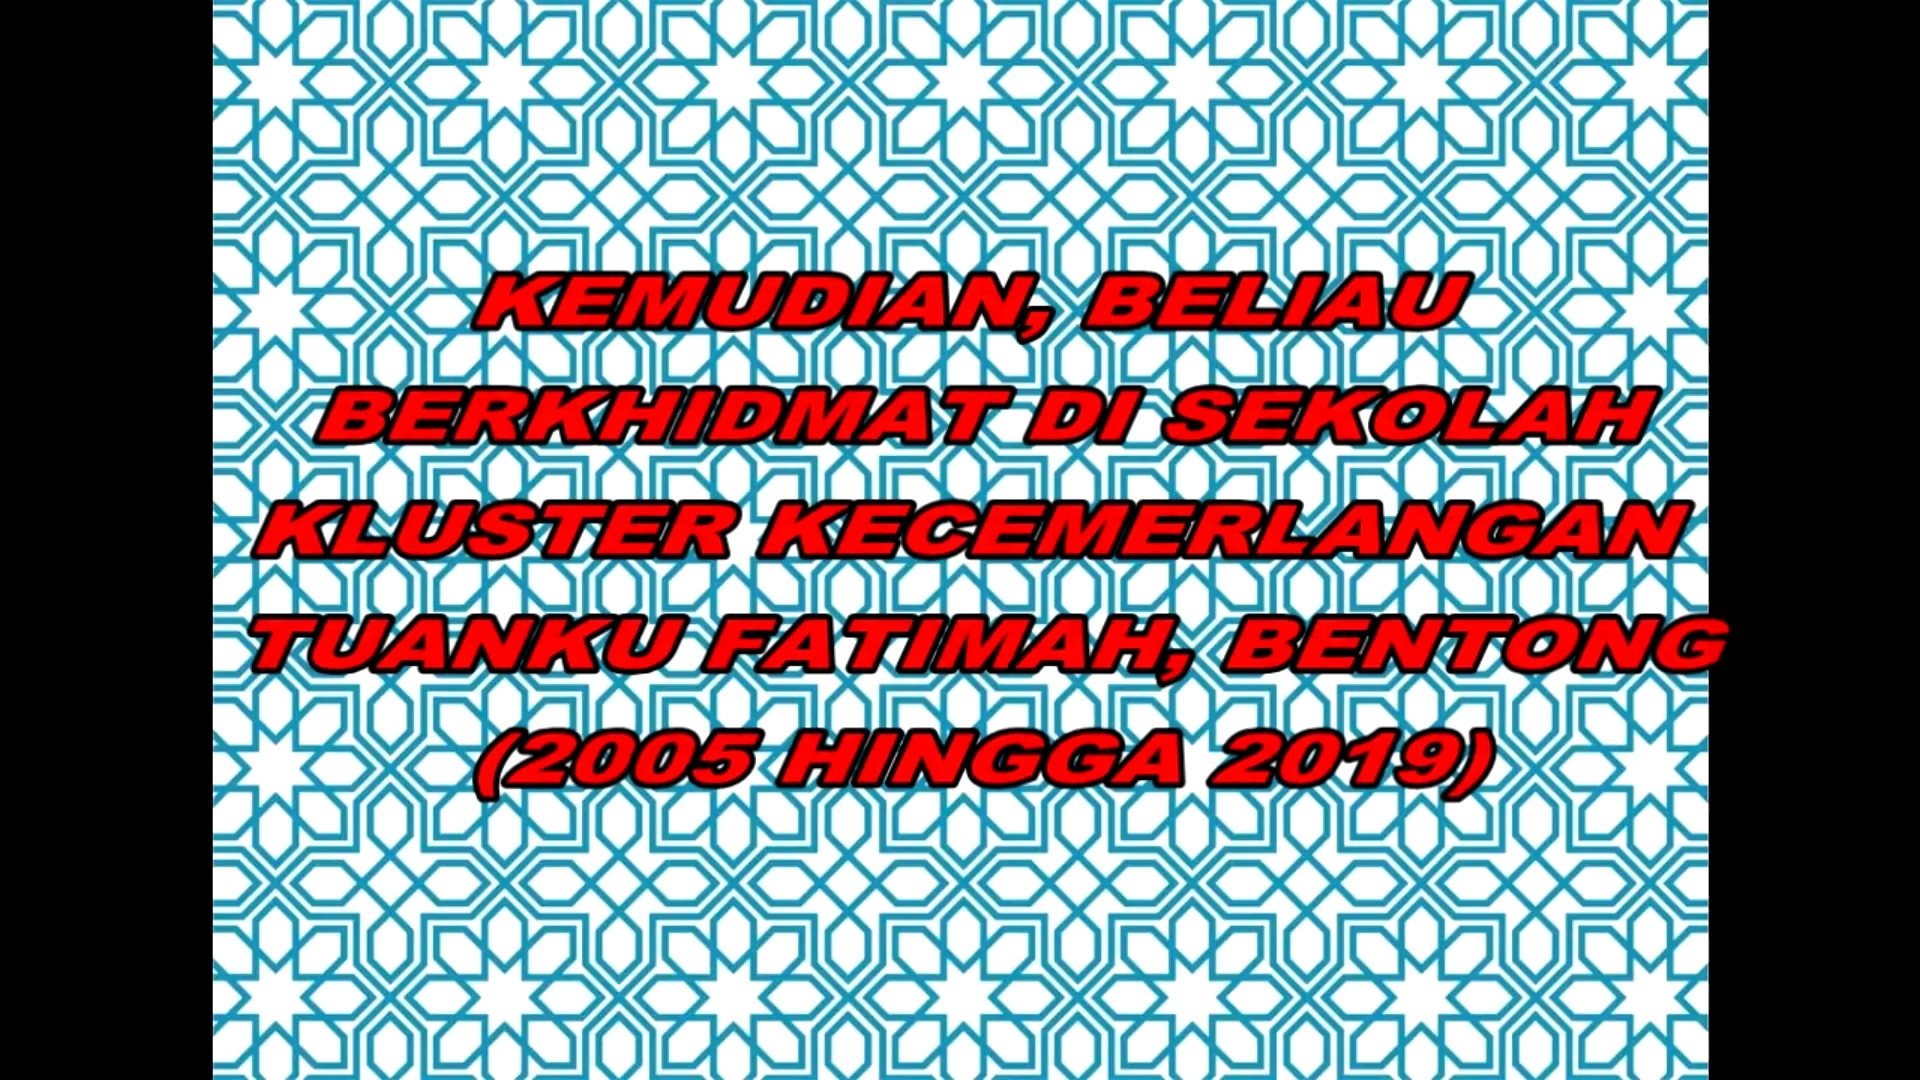 KEMUDIAN, BELIAU
BERKHIDMAT DI SEKOLAH
KLUSTER KECEMERLANGAN
TUANKU FATIMAH, BENTONG
(2005 HINGGA 2019)